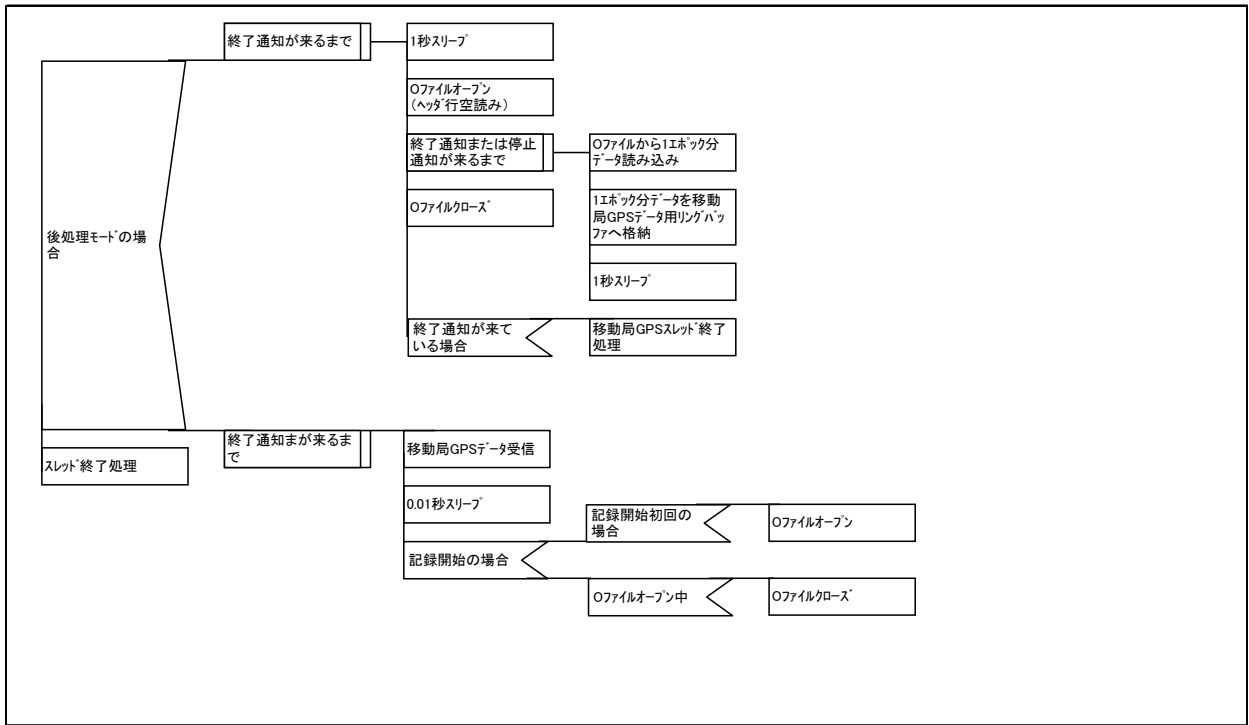 終了通知が来るまで
1秒ｽﾘｰﾌﾟ
Oﾌｧｲﾙｵｰﾌﾟﾝ
(ﾍｯﾀﾞ行空読み)
終了通知または停止
通知が来るまで
Oﾌｧｲﾙから1ｴﾎﾟｯｸ分
ﾃﾞｰﾀ読み込み
Oﾌｧｲﾙｸﾛｰｽﾞ
1ｴﾎﾟｯｸ分ﾃﾞｰﾀを移動
局GPSﾃﾞｰﾀ用ﾘﾝｸﾞﾊﾞｯ
ﾌｧへ格納
後処理ﾓｰﾄﾞの場
合
1秒ｽﾘｰﾌﾟ
終了通知が来て
いる場合
移動局GPSｽﾚｯﾄﾞ終了
処理
終了通知まが来るま
で
移動局GPSﾃﾞｰﾀ受信
ｽﾚｯﾄﾞ終了処理
0.01秒ｽﾘｰﾌﾟ
記録開始初回の
場合
Oﾌｧｲﾙｵｰﾌﾟﾝ
記録開始の場合
Oﾌｧｲﾙｵｰﾌﾟﾝ中
Oﾌｧｲﾙｸﾛｰｽﾞ